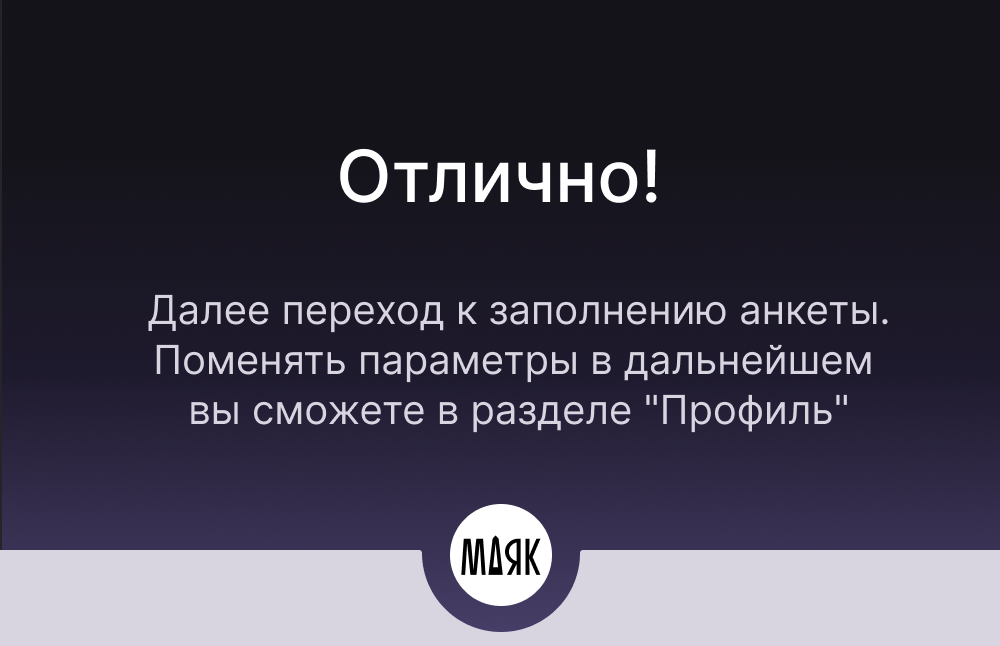 Отлично!
Далее переход к заполнению анкеты.
Поменять параметры в дальнейшем
вы сможете в разделе "Профиль"
МАЯК